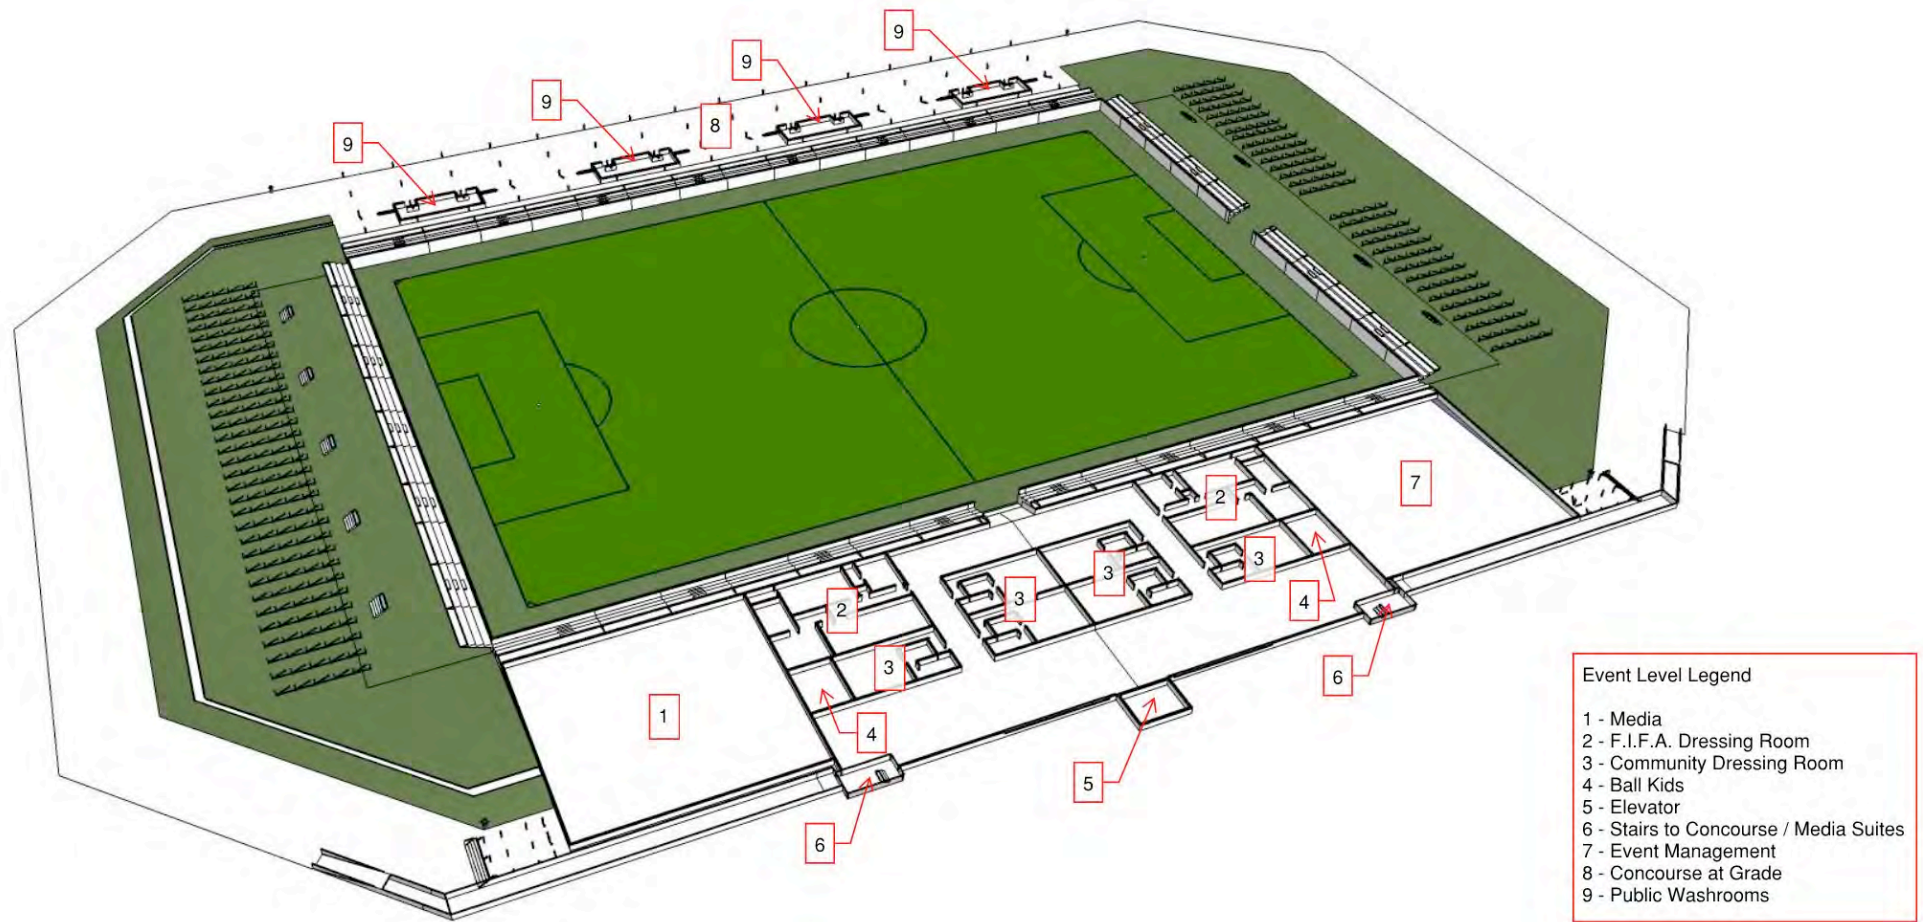 9
9
9
8
9
7
2
3
3
3
4
2
3
6
1
4
5
6
Event Level Legend
1 - Media
2 - F.I.F.A. Dressing Room
3 - Community Dressing Room
4 - Ball Kids
5 - Elevator
6 - Stairs to Concourse / Media Suites
7 - Event Management
8 - Concourse at Grade
9 - Public Washrooms